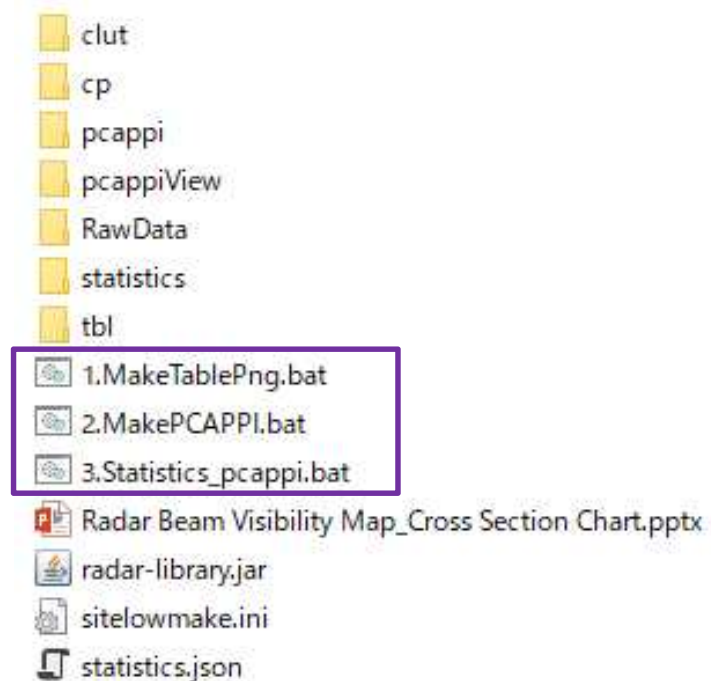 clut
cp
pcappi
pcappiView
RawData
statistics
tbl
1.MakeTablePng.bat
2.MakePCAPPI.bat
3.Statistics_pcappi.bat
Radar Beam Visibility Map_Cross Section Chart.pptx
radar-library.jar
sitelowmake.ini
statistics.json